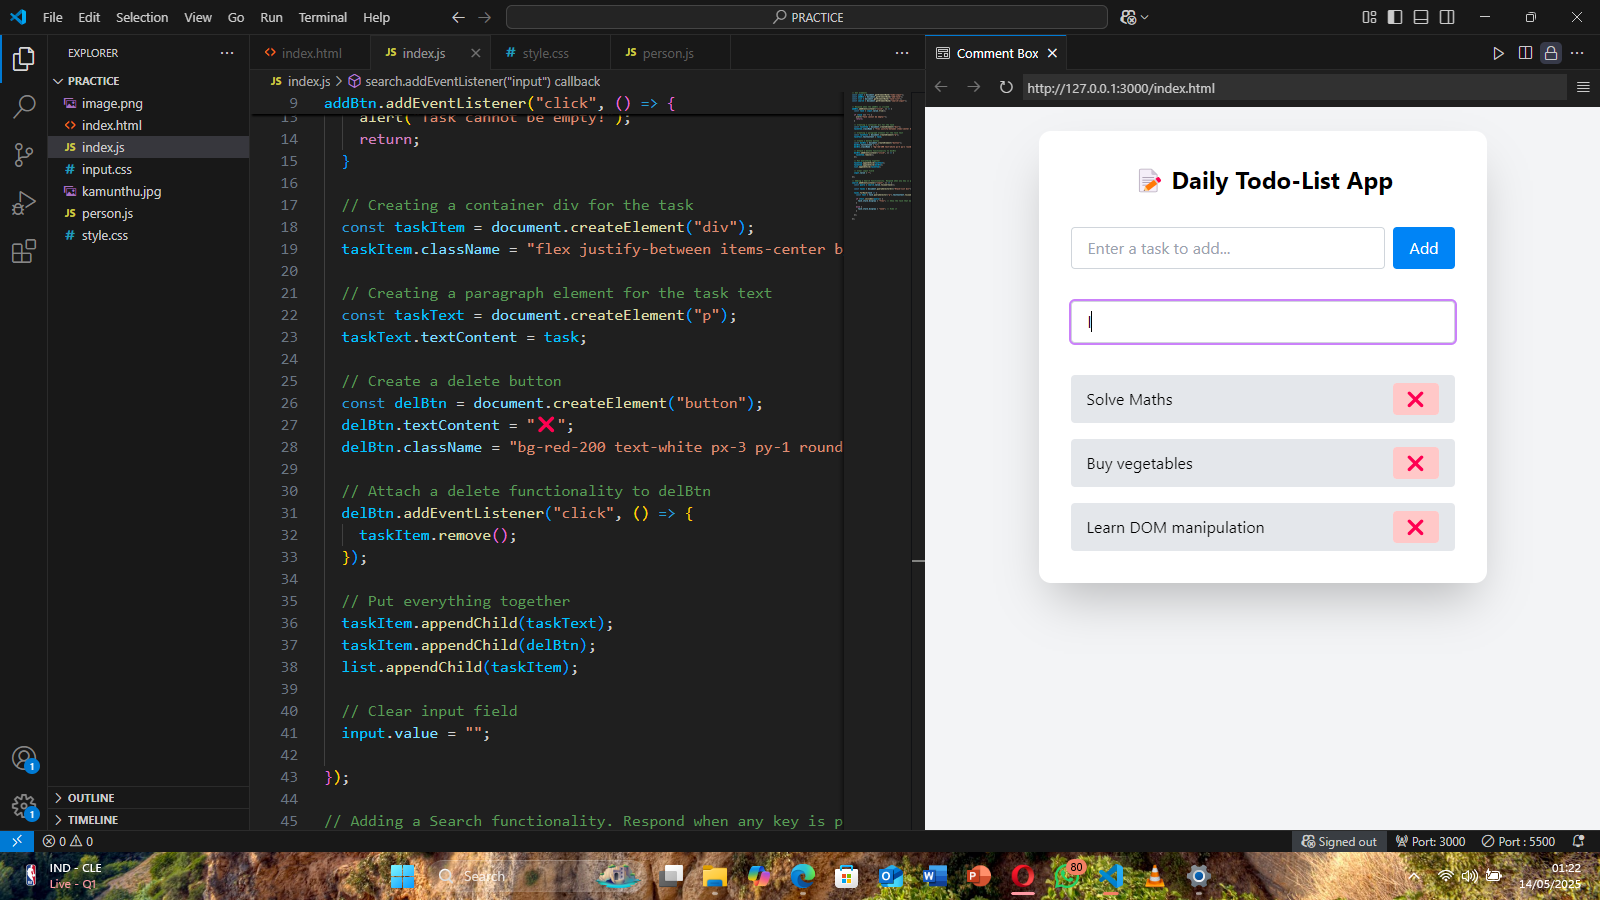 File Edit Selection View Go Run Terminal Help
PRACTICE
EXPLORER
PRACTICE
image.png
index.html
JS index.js
# input.css
kamunthu.jpg
JS person.js
# style.css
OUTLINE
TIMELINE
index.html JS index.js # style.css JS person.js
JS index.js > search.addEventListener("input") callback
9 addBtn.addEventListener("click", () => {
13 alert("Task cannot be empty!");
14 return;
15 }
16
17 // Creating a container div for the task
18 const taskItem = document.createElement("div");
19 taskItem.className = "flex justify-between items-center b
20
21 // Creating a paragraph element for the task text
22 const taskText = document.createElement("p");
23 taskText.textContent = task;
24
25 // Create a delete button
26 const delBtn = document.createElement("button");
27 delBtn.textContent = "❌";
28 delBtn.className = "bg-red-200 text-white px-3 py-1 round
29
30 // Attach a delete functionality to delBtn
31 delBtn.addEventListener("click", () => {
32 taskItem.remove();
33 });
34
35 // Put everything together
36 taskItem.appendChild(taskText);
37 taskItem.appendChild(delBtn);
38 list.appendChild(taskItem);
39
40 // Clear input field
41 input.value = "";
42
43 });
44
45 // Adding a Search functionality. Respond when any key is p
Comment Box
http://127.0.0.1:3000/index.html
📝 Daily Todo-List App
Enter a task to add...
Add
Solve Maths ❌
Buy vegetables ❌
Learn DOM manipulation ❌
1
1
0 0
Signed out Port: 3000 Port : 5500
IND - CLE
Live - Q1
Search
80
01:22
14/05/2025